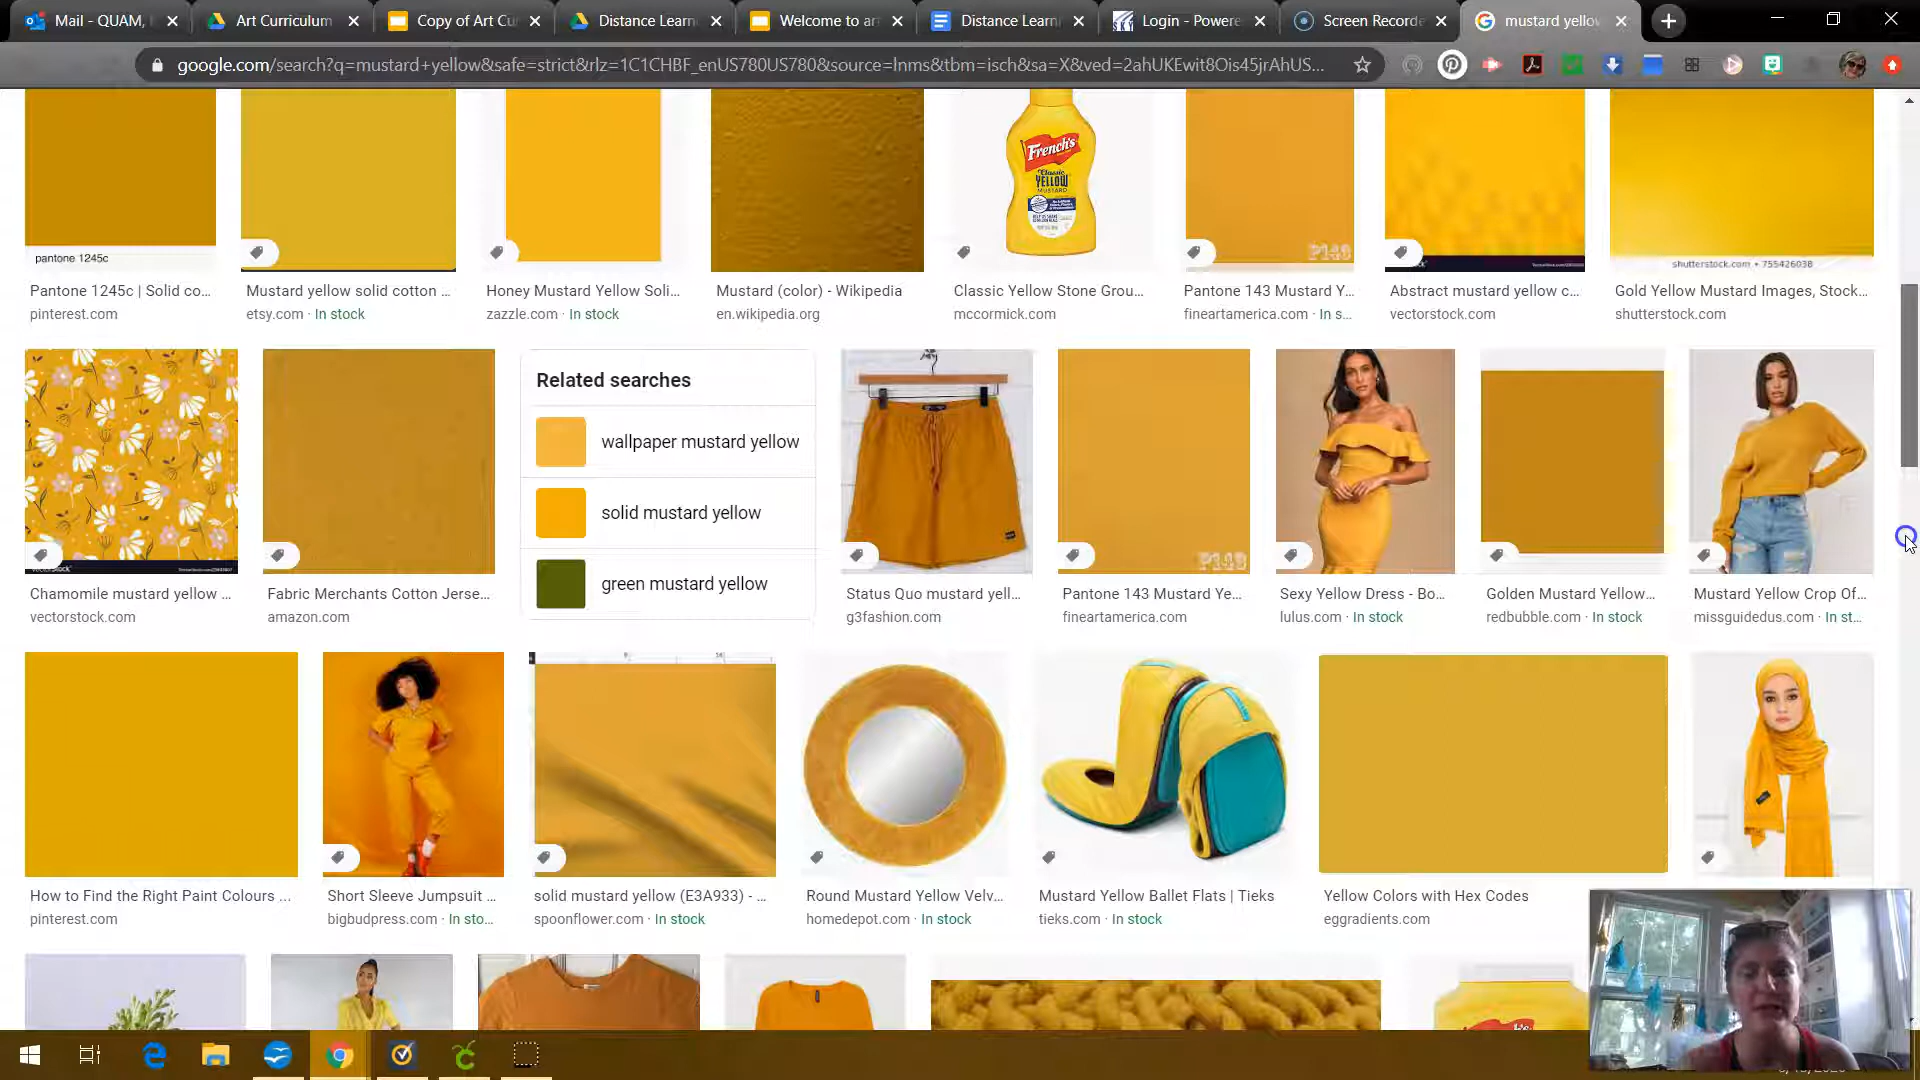 Mail - QUAM,
Art Curriculum
Copy of Art Cu
Distance Learn
Welcome to ar
Distance Learn
Login - Powere
Screen Recorde
mustard yellow
google.com/search?q=mustard+yellow&safe=strict&rlz=1C1CHBF_enUS780US780&source=lnms&tbm=isch&sa=X&ved=2ahUKEwit8Ois45jrAhUS...
pantone 1245c
French's
Classic
YELLOW
MUSTARD
P143
shutterstock.com • 755426038
Pantone 1245c | Solid co...
pinterest.com
Mustard yellow solid cotton ...
etsy.com · In stock
Honey Mustard Yellow Soli...
zazzle.com · In stock
Mustard (color) - Wikipedia
en.wikipedia.org
Classic Yellow Stone Grou...
mccormick.com
Pantone 143 Mustard Y...
fineartamerica.com · In s...
Abstract mustard yellow c...
vectorstock.com
Gold Yellow Mustard Images, Stock...
shutterstock.com
Related searches
wallpaper mustard yellow
solid mustard yellow
green mustard yellow
P143
Chamomile mustard yellow ...
vectorstock.com
Fabric Merchants Cotton Jerse...
amazon.com
Status Quo mustard yell...
g3fashion.com
Pantone 143 Mustard Ye...
fineartamerica.com
Sexy Yellow Dress - Bo...
lulus.com · In stock
Golden Mustard Yellow...
redbubble.com · In stock
Mustard Yellow Crop Of...
missguidedus.com · In st...
How to Find the Right Paint Colours ...
pinterest.com
Short Sleeve Jumpsuit ...
bigbudpress.com · In sto...
solid mustard yellow (E3A933) - ...
spoonflower.com · In stock
Round Mustard Yellow Velv...
homedepot.com · In stock
Mustard Yellow Ballet Flats | Tieks
tieks.com · In stock
Yellow Colors with Hex Codes
eggradients.com